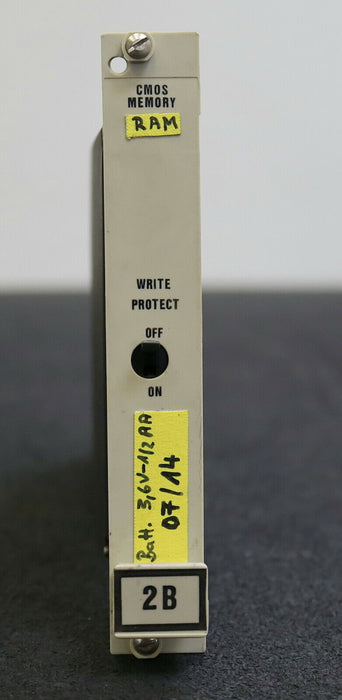 CMOS
MEMORY
RAM
WRITE
PROTECT
OFF
ON
Batt. 3,6V-1/2AA
07/14
2B